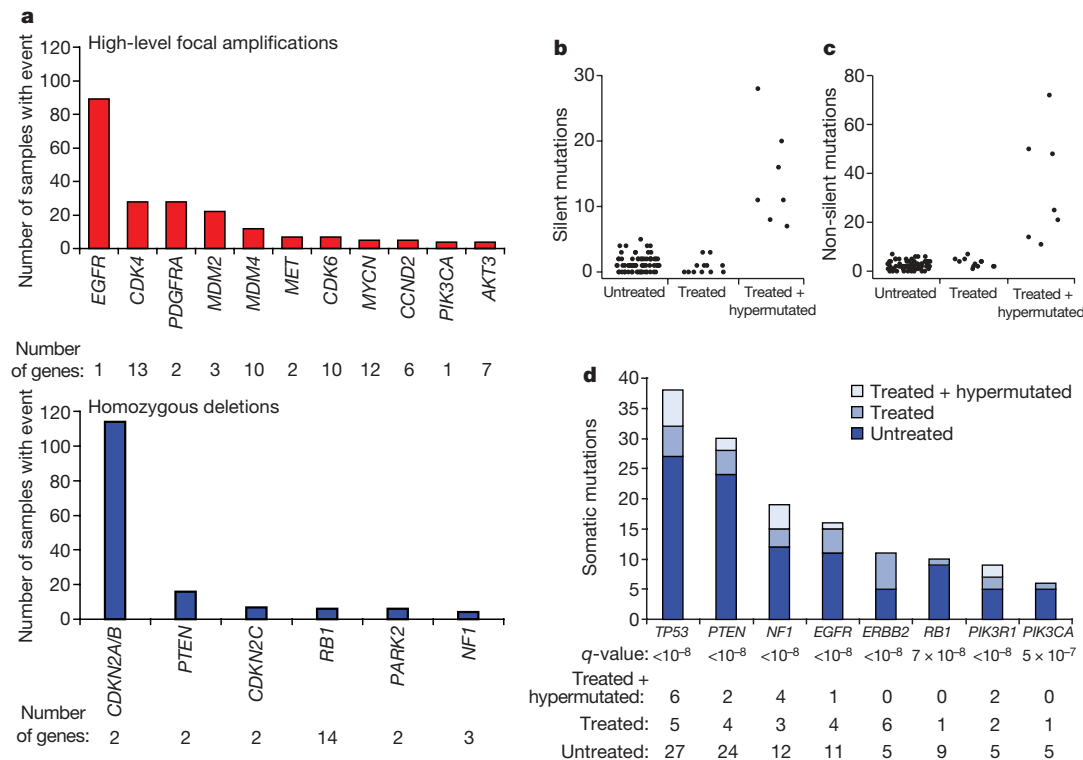 a
High-level focal amplifications
Number of samples with event
120
100
80
60
40
20
0
EGFR CDK4 PDGFRA MDM2 MDM4 MET CDK6 MYCN CCND2 PIK3CA AKT3
Number
of genes: 1 13 2 3 10 2 10 12 6 1 7
Homozygous deletions
Number of samples with event
120
100
80
60
40
20
0
CDKN2A/B PTEN CDKN2C RB1 PARK2 NF1
Number
of genes: 2 2 2 14 2 3
b
Silent mutations
30
20
10
0
Untreated Treated Treated +
hypermutated
c
Non-silent mutations
80
60
40
20
0
Untreated Treated Treated +
hypermutated
d
Somatic mutations
40
35
30
25
20
15
10
5
0
Treated + hypermutated
Treated
Untreated
TP53 PTEN NF1 EGFR ERBB2 RB1 PIK3R1 PIK3CA
q-value: <10⁻⁸ <10⁻⁸ <10⁻⁸ <10⁻⁸ <10⁻⁸ 7 × 10⁻⁸ <10⁻⁸ 5 × 10⁻⁷
Treated +
hypermutated: 6 2 4 1 0 0 2 0
Treated: 5 4 3 4 6 1 2 1
Untreated: 27 24 12 11 5 9 5 5